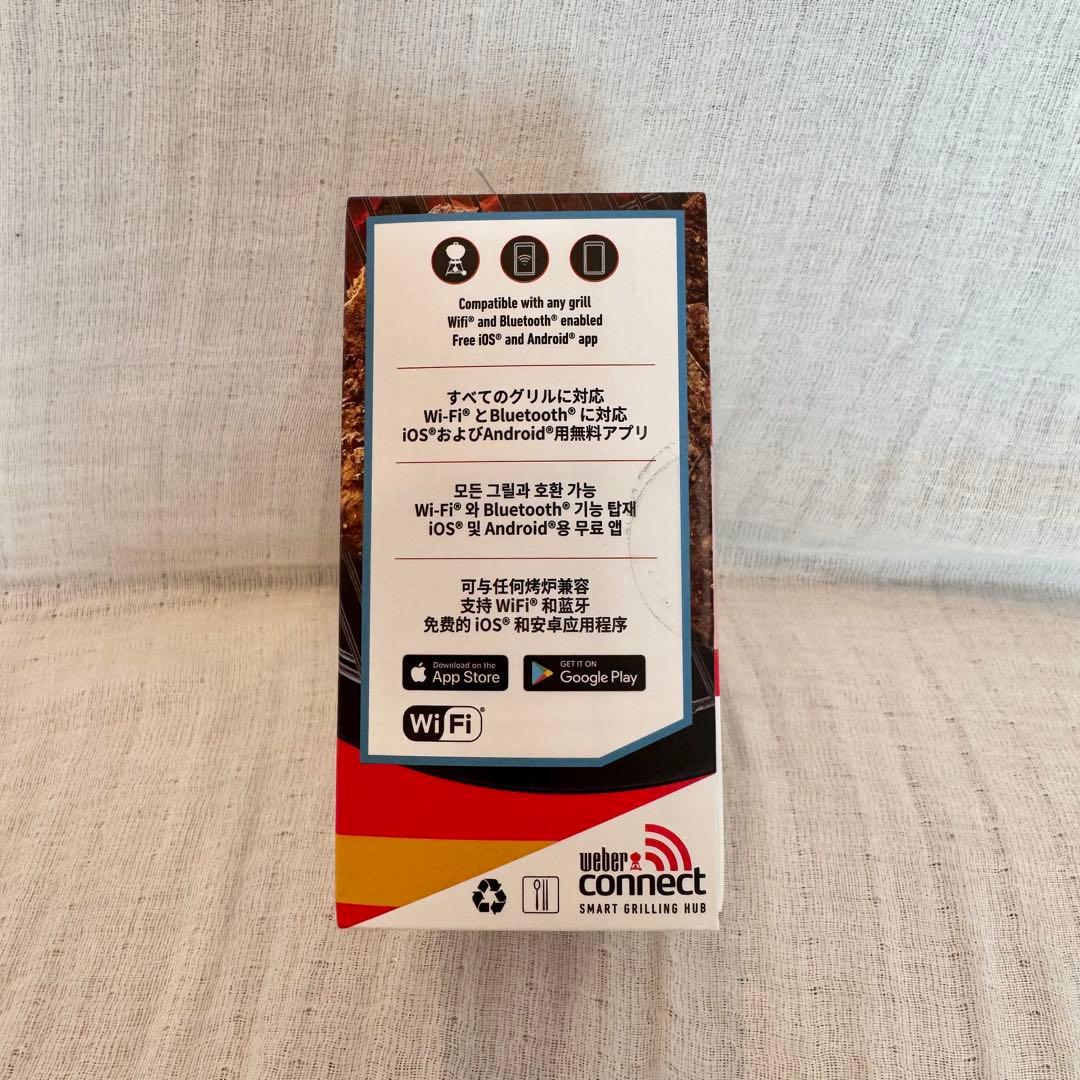 Compatible with any grill
Wifi® and Bluetooth® enabled
Free iOS® and Android® app
すべてのグリルに対応
Wi-Fi® とBluetooth® に対応
iOS®およびAndroid®用無料アプリ
모든 그릴과 호환 가능
Wi-Fi® 와 Bluetooth® 기능 탑재
iOS® 및 Android®용 무료 앱
可与任何烤炉兼容
支持 WiFi® 和蓝牙
免费的 iOS® 和安卓应用程序
Download on the
App Store
GET IT ON
Google Play
Wi Fi®
weber
connect
SMART GRILLING HUB